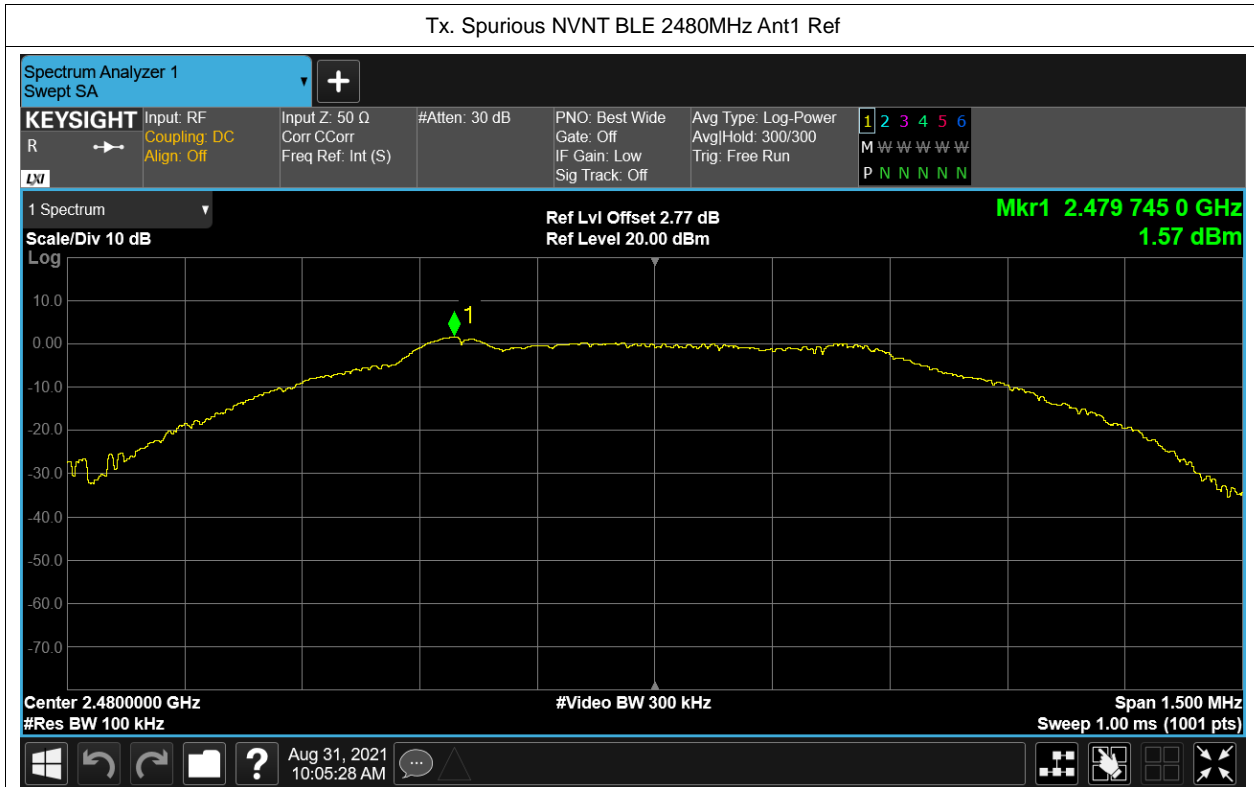 Tx. Spurious NVNT BLE 2480MHz Ant1 Ref
Spectrum Analyzer 1
Swept SA
KEYSIGHT
R
LXI
Input: RF
Coupling: DC
Align: Off
Input Z: 50 Ω
Corr CCorr
Freq Ref: Int (S)
#Atten: 30 dB
PNO: Best Wide
Gate: Off
IF Gain: Low
Sig Track: Off
Avg Type: Log-Power
Avg|Hold: 300/300
Trig: Free Run
1 2 3 4 5 6
M W W W W W W
P N N N N N
1 Spectrum
Scale/Div 10 dB
Ref Lvl Offset 2.77 dB
Ref Level 20.00 dBm
Mkr1 2.479 745 0 GHz
1.57 dBm
Log
10.0
1
0.00
-10.0
-20.0
-30.0
-40.0
-50.0
-60.0
-70.0
Center 2.4800000 GHz
#Video BW 300 kHz
Span 1.500 MHz
#Res BW 100 kHz
Sweep 1.00 ms (1001 pts)
?
Aug 31, 2021
10:05:28 AM